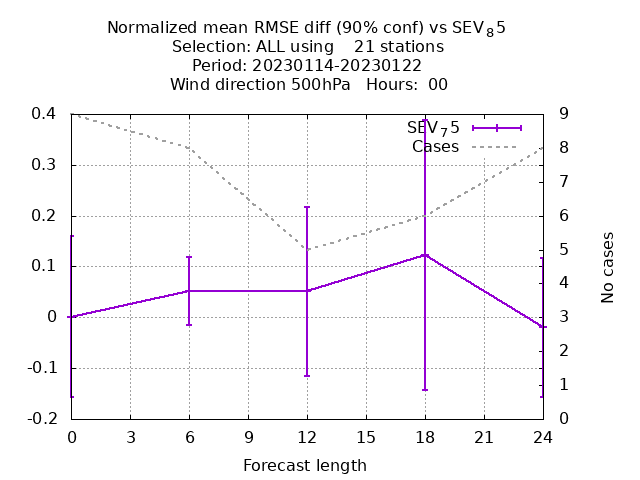 Normalized mean RMSE diff (90% conf) vs SEV₈5
Selection: ALL using 21 stations
Period: 20230114-20230122
Wind direction 500hPa Hours: 00
SEV₇5
Cases
0.4
0.3
0.2
0.1
0
-0.1
-0.2
9
8
7
6
5
4
3
2
1
0
No cases
0 3 6 9 12 15 18 21 24
Forecast length